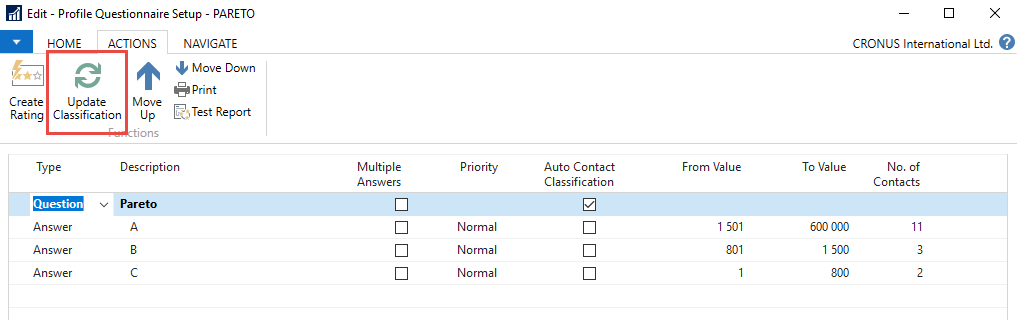 Edit - Profile Questionnaire Setup - PARETO
HOME ACTIONS NAVIGATE CRONUS International Ltd. ?
Create Rating
Update Classification
Move Up
Move Down
Print
Test Report
Functions
Type Description Multiple Answers Priority Auto Contact Classification From Value To Value No. of Contacts
Question Pareto
Answer A Normal 1 501 600 000 11
Answer B Normal 801 1 500 3
Answer C Normal 1 800 2